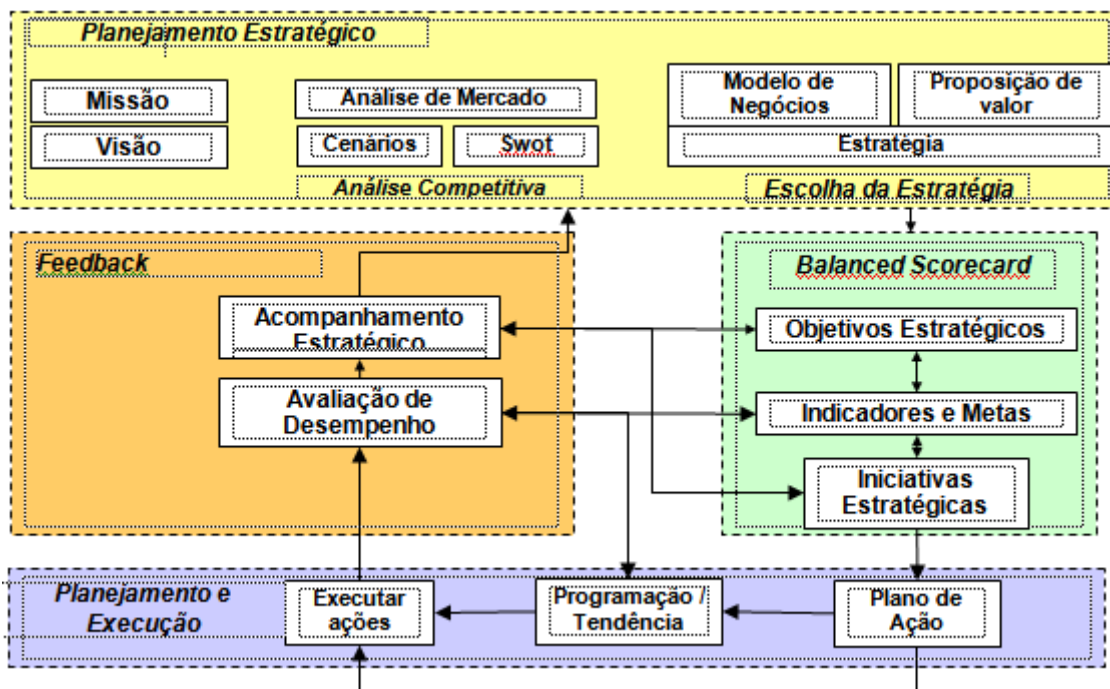 Planejamento Estratégico
Missão
Visão
Análise de Mercado
Cenários
Swot
Análise Competitiva
Modelo de
Negócios
Proposição de
valor
Estrategia
Escolha da Estratégia
Feedback
Acompanhamento
Estratégico
Avaliação de
Desempenho
Balanced Scorecard
Objetivos Estratégicos
Indicadores e Metas
Iniciativas
Estratégicas
Planejamento e
Execução
Executar
ações
Programação /
Tendência
Plano de
Ação